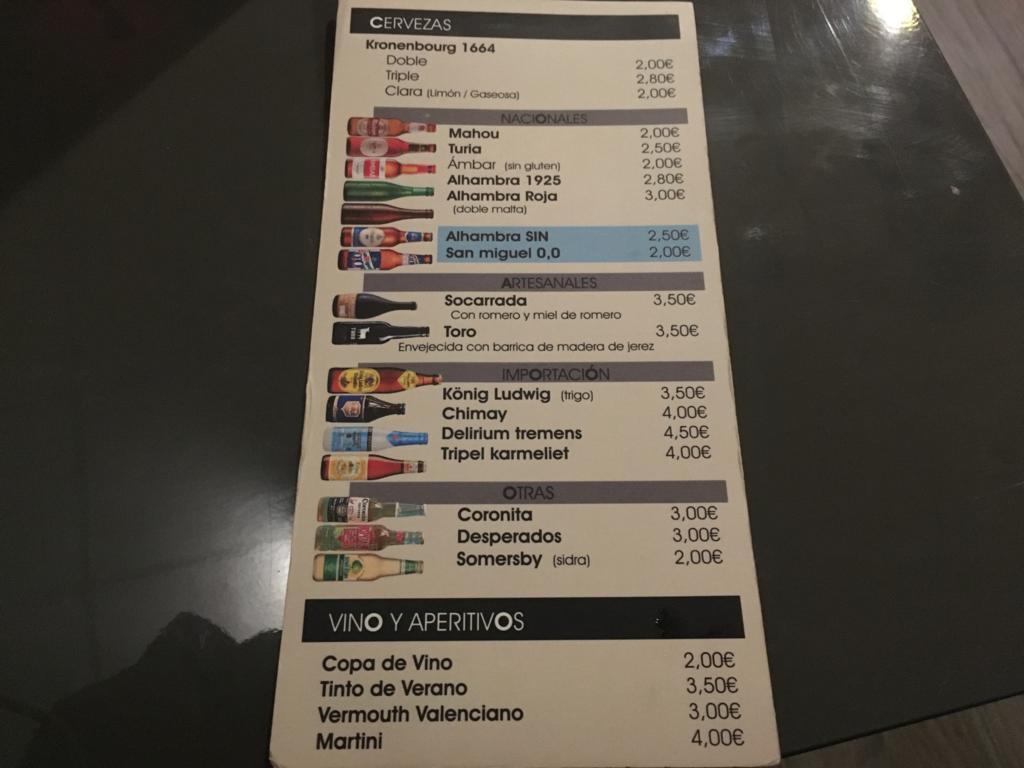 CERVEZAS
Kronenbourg 1664
Doble 2,00€
Triple 2,80€
Clara (Limón / Gaseosa) 2,00€
NACIONALES
Mahou 2,00€
Turia 2,50€
Ámbar (sin gluten) 2,00€
Alhambra 1925 2,80€
Alhambra Roja 3,00€
(doble malta)
Alhambra SIN 2,50€
San miguel 0,0 2,00€
ARTESANALES
Socarrada 3,50€
Con romero y miel de romero
Toro 3,50€
Envejecida con barrica de madera de jerez
IMPORTACIÓN
König Ludwig (trigo) 3,50€
Chimay 4,00€
Delirium tremens 4,50€
Tripel karmeliet 4,00€
OTRAS
Coronita 3,00€
Desperados 3,00€
Somersby (sidra) 2,00€
VINO Y APERITIVOS
Copa de Vino 2,00€
Tinto de Verano 3,50€
Vermouth Valenciano 3,00€
Martini 4,00€